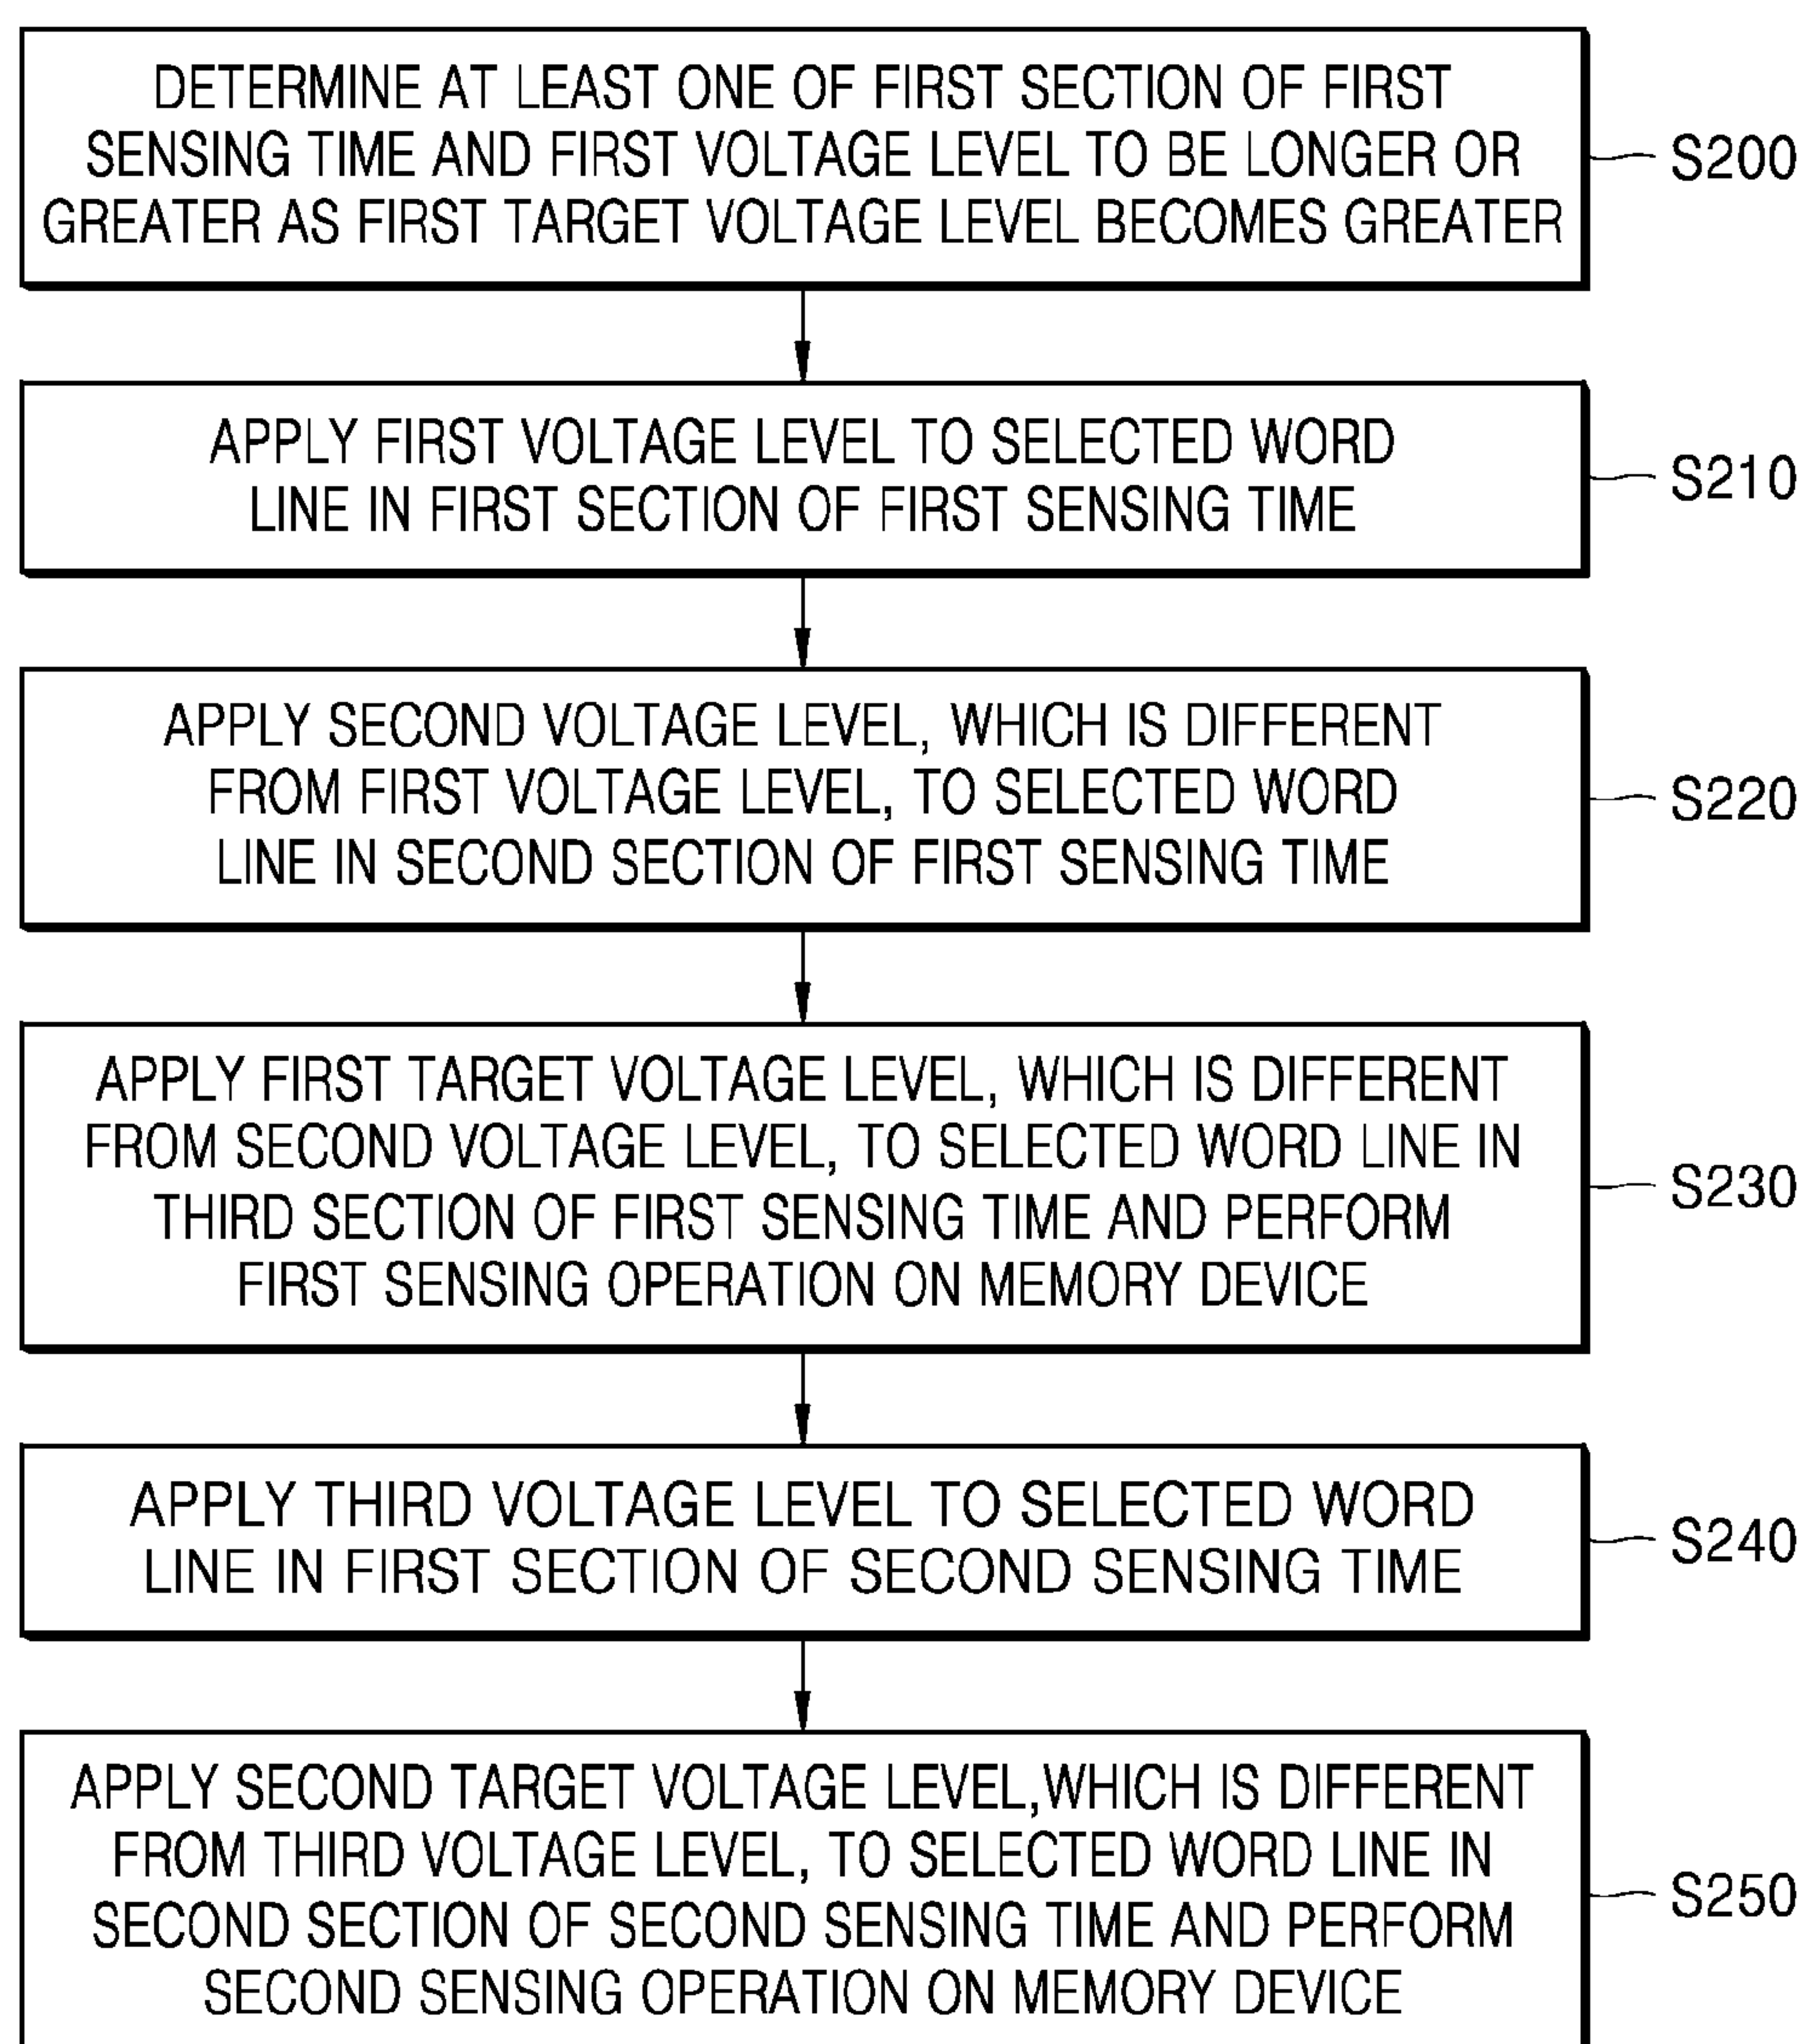 DETERMINE AT LEAST ONE OF FIRST SECTION OF FIRST
SENSING TIME AND FIRST VOLTAGE LEVEL TO BE LONGER OR
GREATER AS FIRST TARGET VOLTAGE LEVEL BECOMES GREATER
S200
APPLY FIRST VOLTAGE LEVEL TO SELECTED WORD
LINE IN FIRST SECTION OF FIRST SENSING TIME
S210
APPLY SECOND VOLTAGE LEVEL, WHICH IS DIFFERENT
FROM FIRST VOLTAGE LEVEL, TO SELECTED WORD
LINE IN SECOND SECTION OF FIRST SENSING TIME
S220
APPLY FIRST TARGET VOLTAGE LEVEL, WHICH IS DIFFERENT
FROM SECOND VOLTAGE LEVEL, TO SELECTED WORD LINE IN
THIRD SECTION OF FIRST SENSING TIME AND PERFORM
FIRST SENSING OPERATION ON MEMORY DEVICE
S230
APPLY THIRD VOLTAGE LEVEL TO SELECTED WORD
LINE IN FIRST SECTION OF SECOND SENSING TIME
S240
APPLY SECOND TARGET VOLTAGE LEVEL,WHICH IS DIFFERENT
FROM THIRD VOLTAGE LEVEL, TO SELECTED WORD LINE IN
SECOND SECTION OF SECOND SENSING TIME AND PERFORM
SECOND SENSING OPERATION ON MEMORY DEVICE
S250